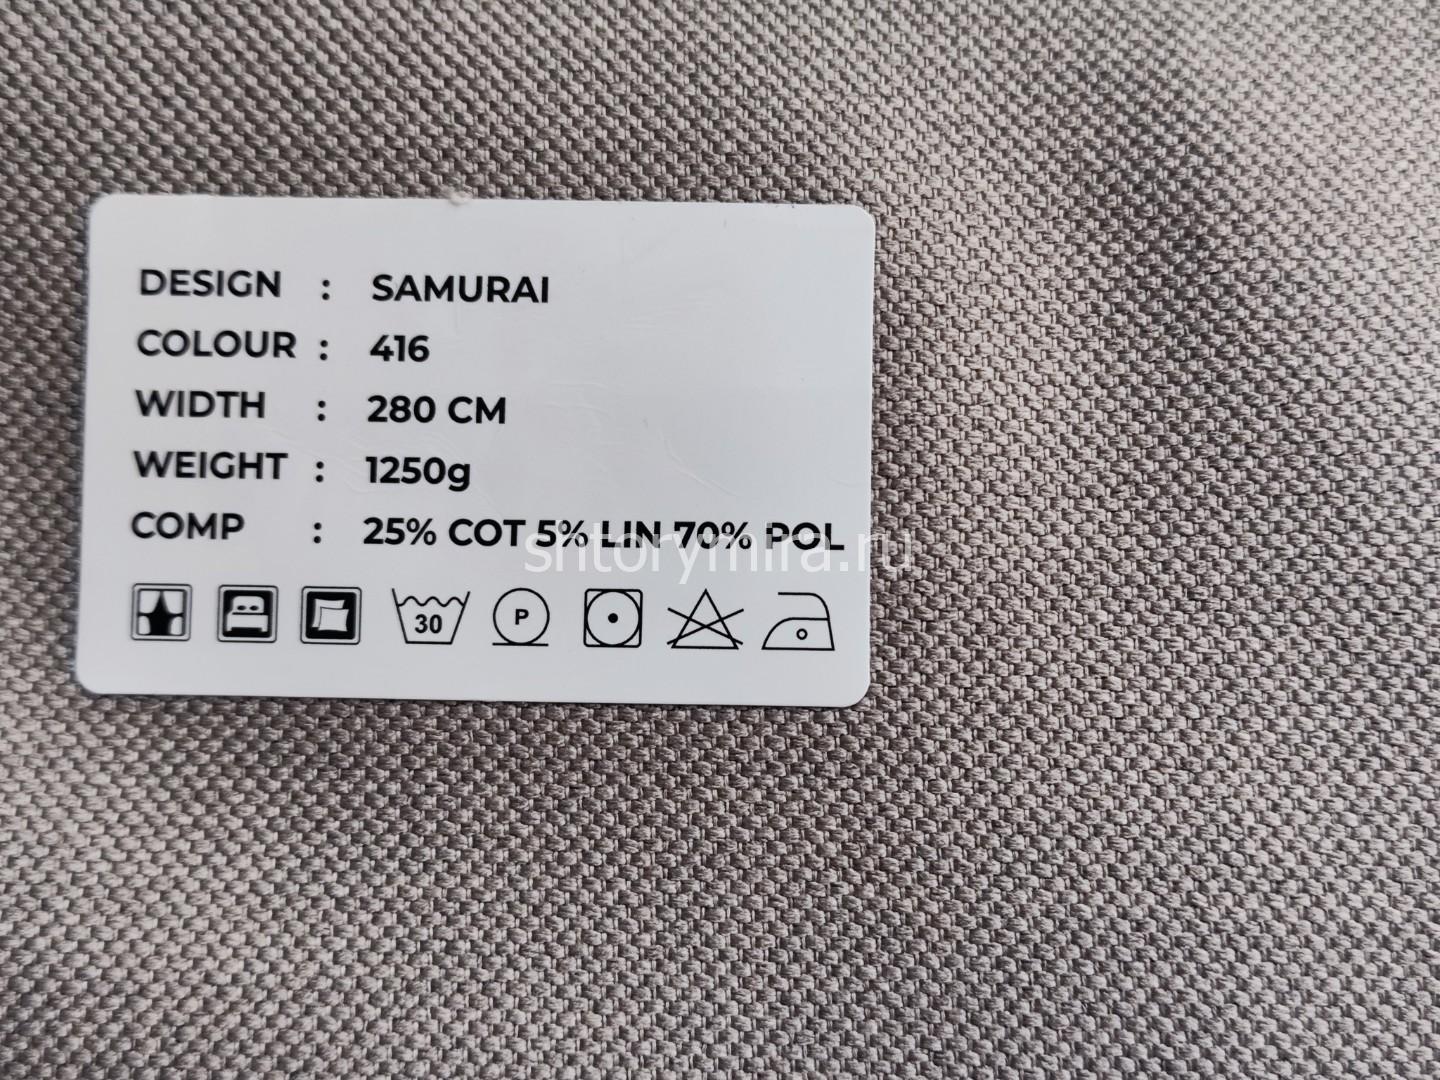 DESIGN : SAMURAI
COLOUR : 416
WIDTH : 280 CM
WEIGHT : 1250g
COMP : 25% COT 5% LIN 70% POL
shtorymira.ru
30 P